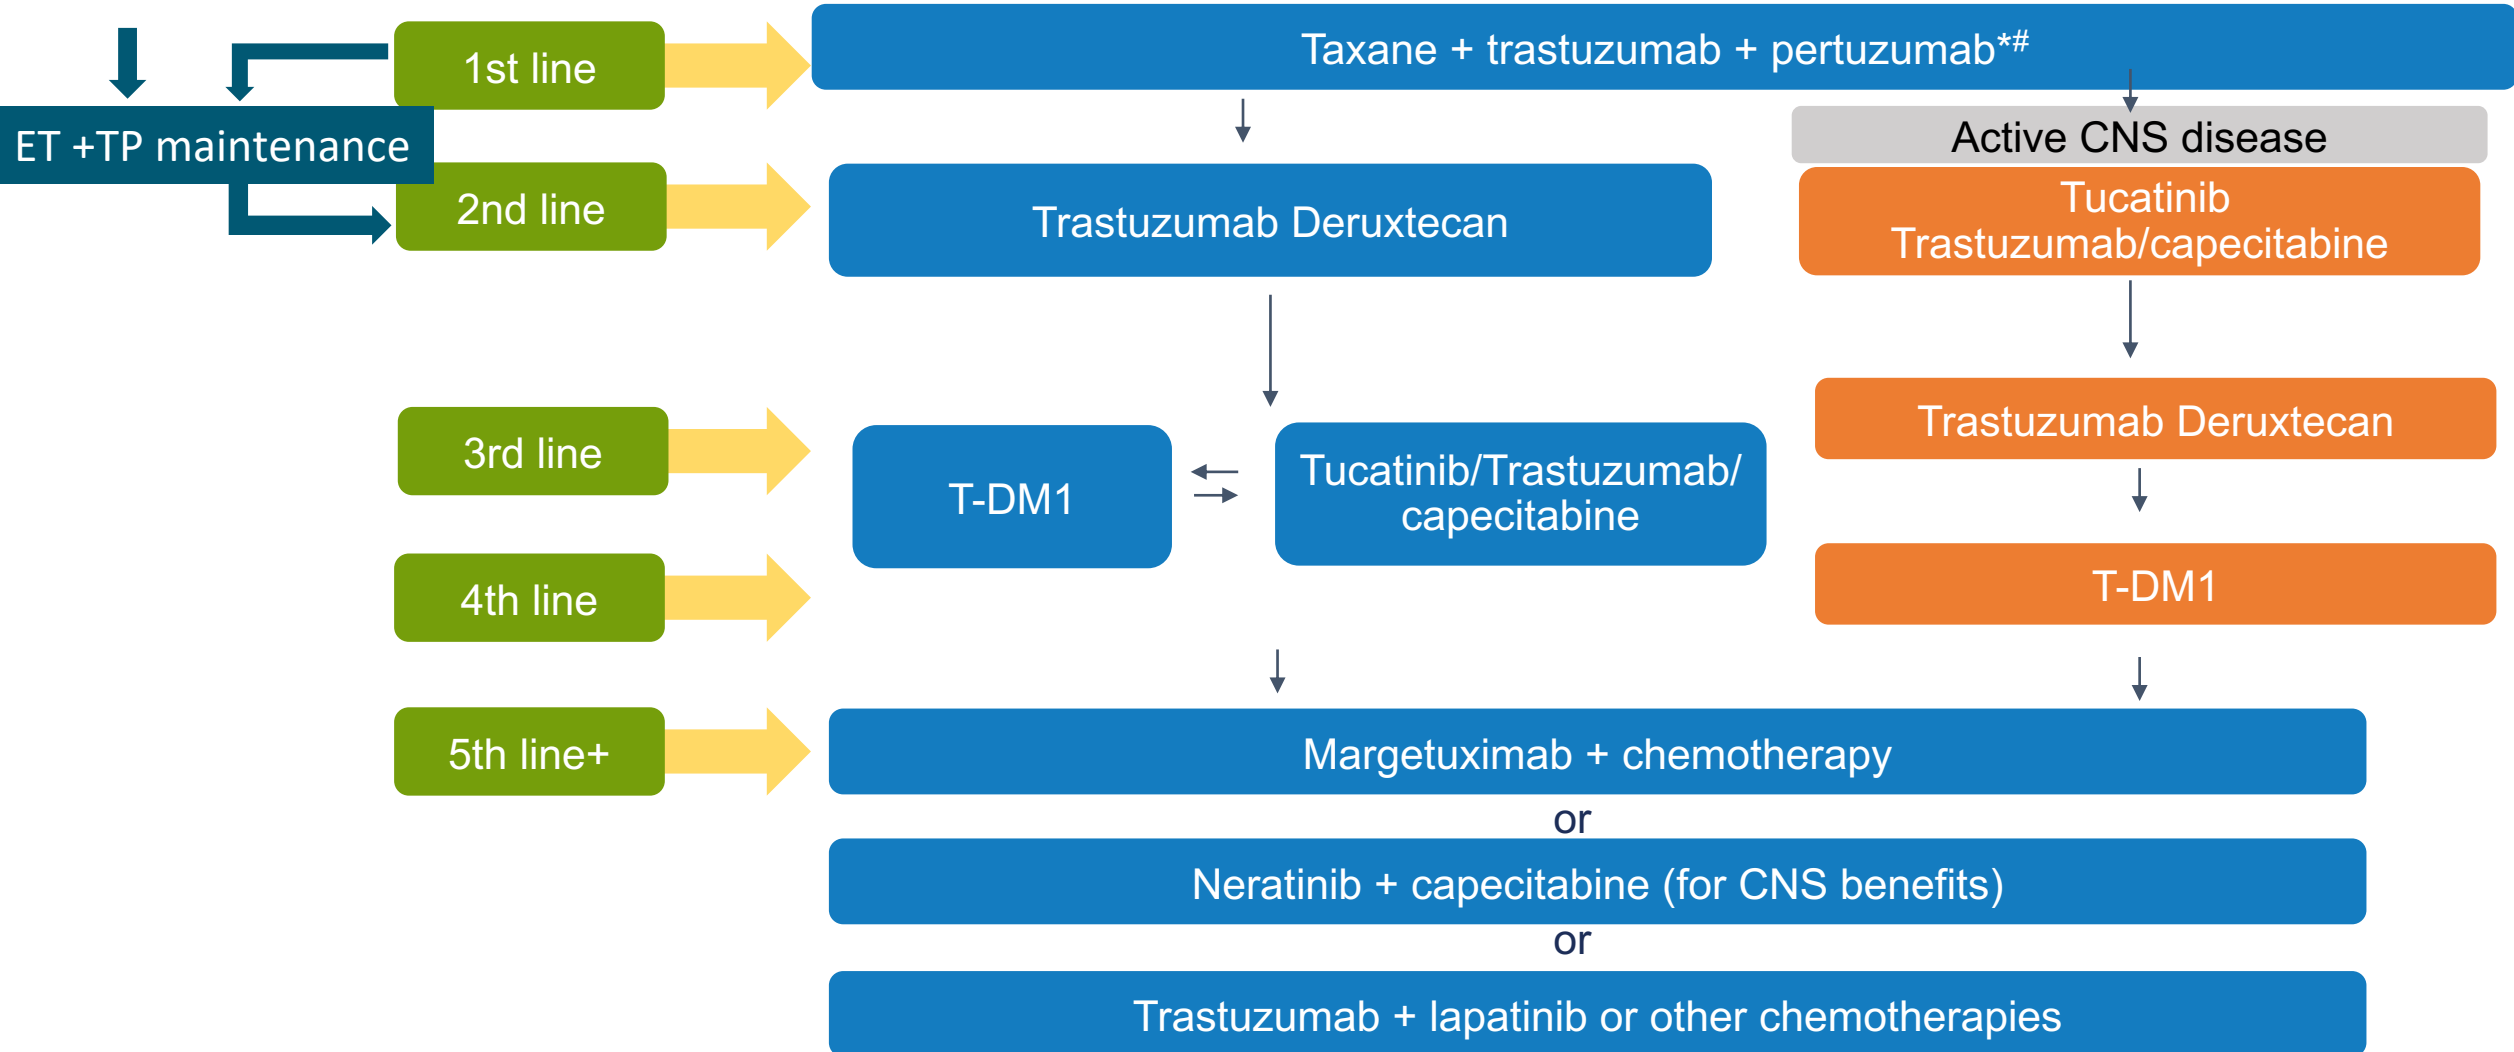 1st line
Taxane + trastuzumab + pertuzumab*#
ET +TP maintenance
Active CNS disease
2nd line
Trastuzumab Deruxtecan
Tucatinib
Trastuzumab/capecitabine
3rd line
T-DM1
Tucatinib/Trastuzumab/
capecitabine
Trastuzumab Deruxtecan
4th line
T-DM1
5th line+
Margetuximab + chemotherapy
or
Neratinib + capecitabine (for CNS benefits)
or
Trastuzumab + lapatinib or other chemotherapies